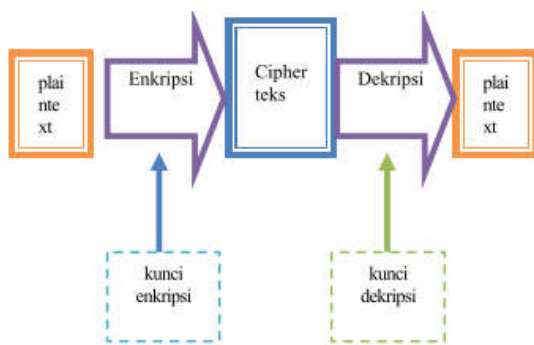 plai
nte
xt
Enkripsi
Cipher
teks
Dekripsi
plai
nte
xt
kunci
enkripsi
kunci
dekripsi